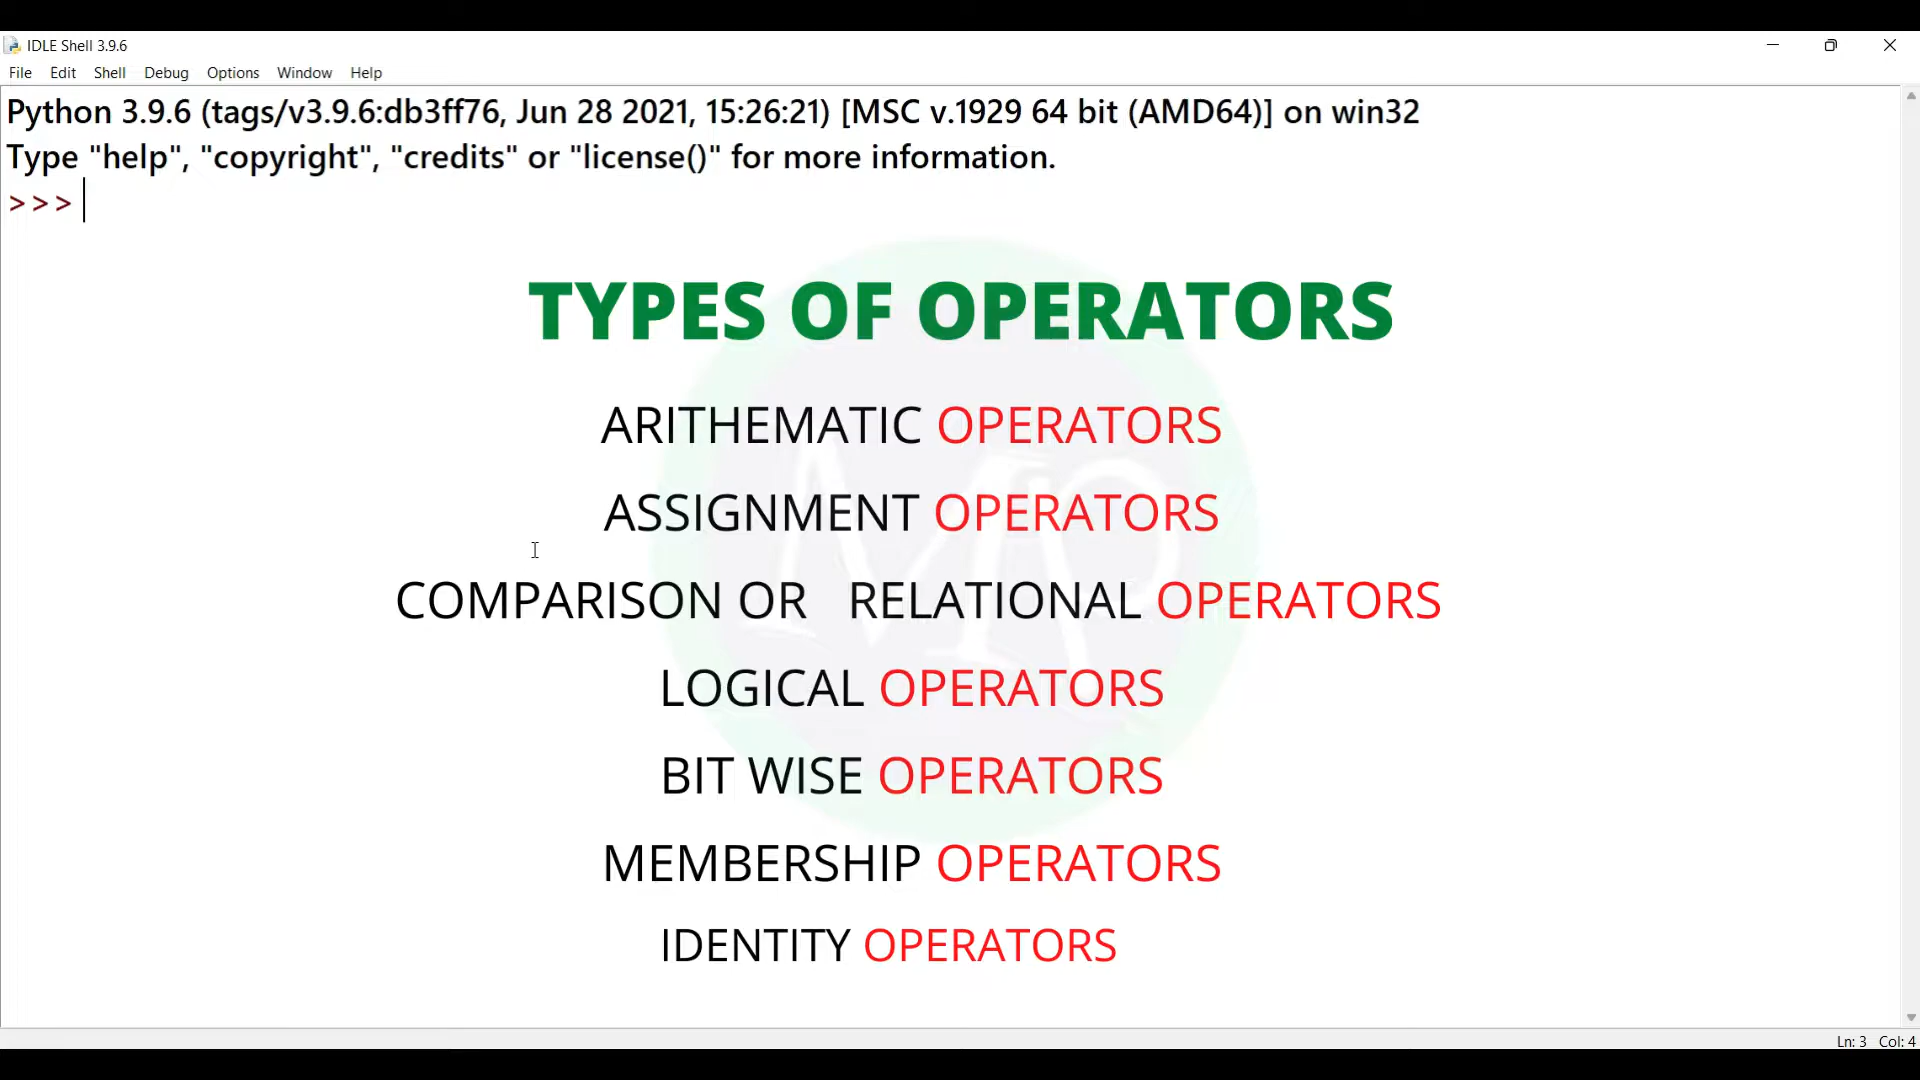 IDLE Shell 3.9.6
File Edit Shell Debug Options Window Help
Python 3.9.6 (tags/v3.9.6:db3ff76, Jun 28 2021, 15:26:21) [MSC v.1929 64 bit (AMD64)] on win32
Type "help", "copyright", "credits" or "license()" for more information.
>>>
TYPES OF OPERATORS
ARITHEMATIC OPERATORS
ASSIGNMENT OPERATORS
COMPARISON OR RELATIONAL OPERATORS
LOGICAL OPERATORS
BIT WISE OPERATORS
MEMBERSHIP OPERATORS
IDENTITY OPERATORS
Ln: 3 Col: 4